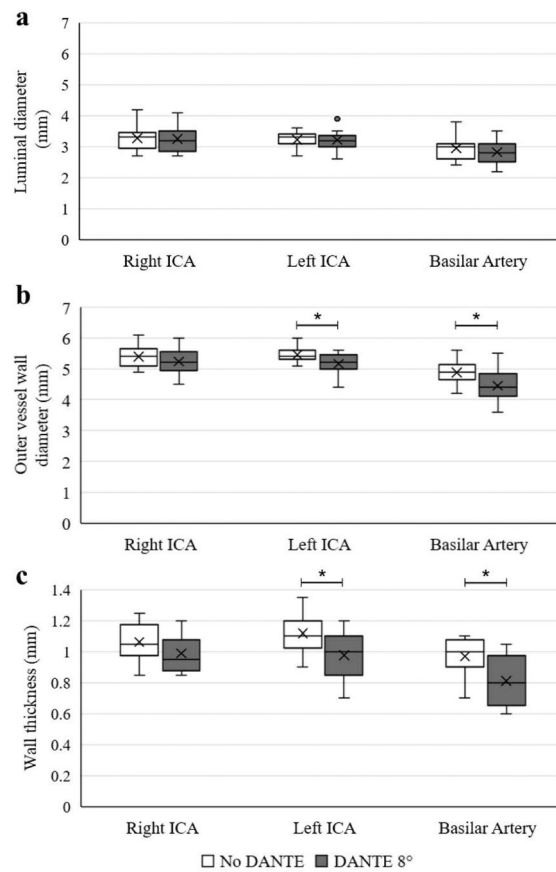 a
Luminal diameter
(mm)
7
6
5
4
3
2
1
0
Right ICA Left ICA Basilar Artery
b
Outer vessel wall
diameter (mm)
7
6
5
4
3
2
1
0
* *
Right ICA Left ICA Basilar Artery
c
Wall thickness (mm)
1.4
1.2
1
0.8
0.6
0.4
0.2
0
* *
Right ICA Left ICA Basilar Artery
No DANTE DANTE 8°